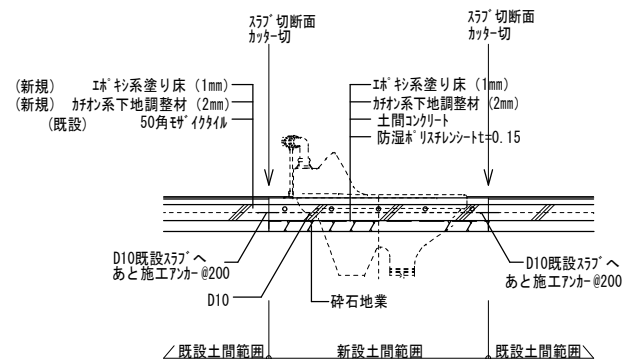 スラブ切断面
カッター切
スラブ切断面
カッター切
(新規) エポキシ系塗り床 (1mm)
(新規) カチオン系下地調整材 (2mm)
(既設) 50角モザイクタイル
エポキシ系塗り床 (1mm)
カチオン系下地調整材 (2mm)
土間コンクリート
防湿ポリスチレンシートt=0.15
D10既設スラブへ
あと施工アンカー@200
D10
砕石地業
D10既設スラブへ
あと施工アンカー@200
既設土間範囲
新設土間範囲
既設土間範囲